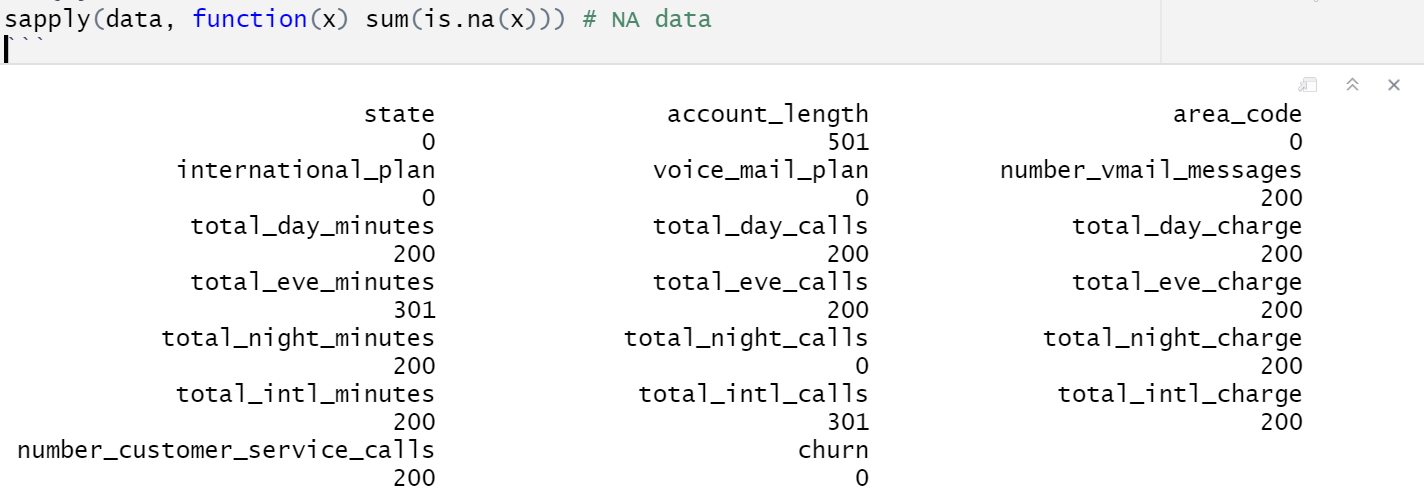 sapply(data, function(x) sum(is.na(x))) # NA data
```
state account_length area_code
0 501 0
international_plan voice_mail_plan number_vmail_messages
0 0 200
total_day_minutes total_day_calls total_day_charge
200 200 200
total_eve_minutes total_eve_calls total_eve_charge
301 200 200
total_night_minutes total_night_calls total_night_charge
200 0 200
total_intl_minutes total_intl_calls total_intl_charge
200 301 200
number_customer_service_calls churn
200 0